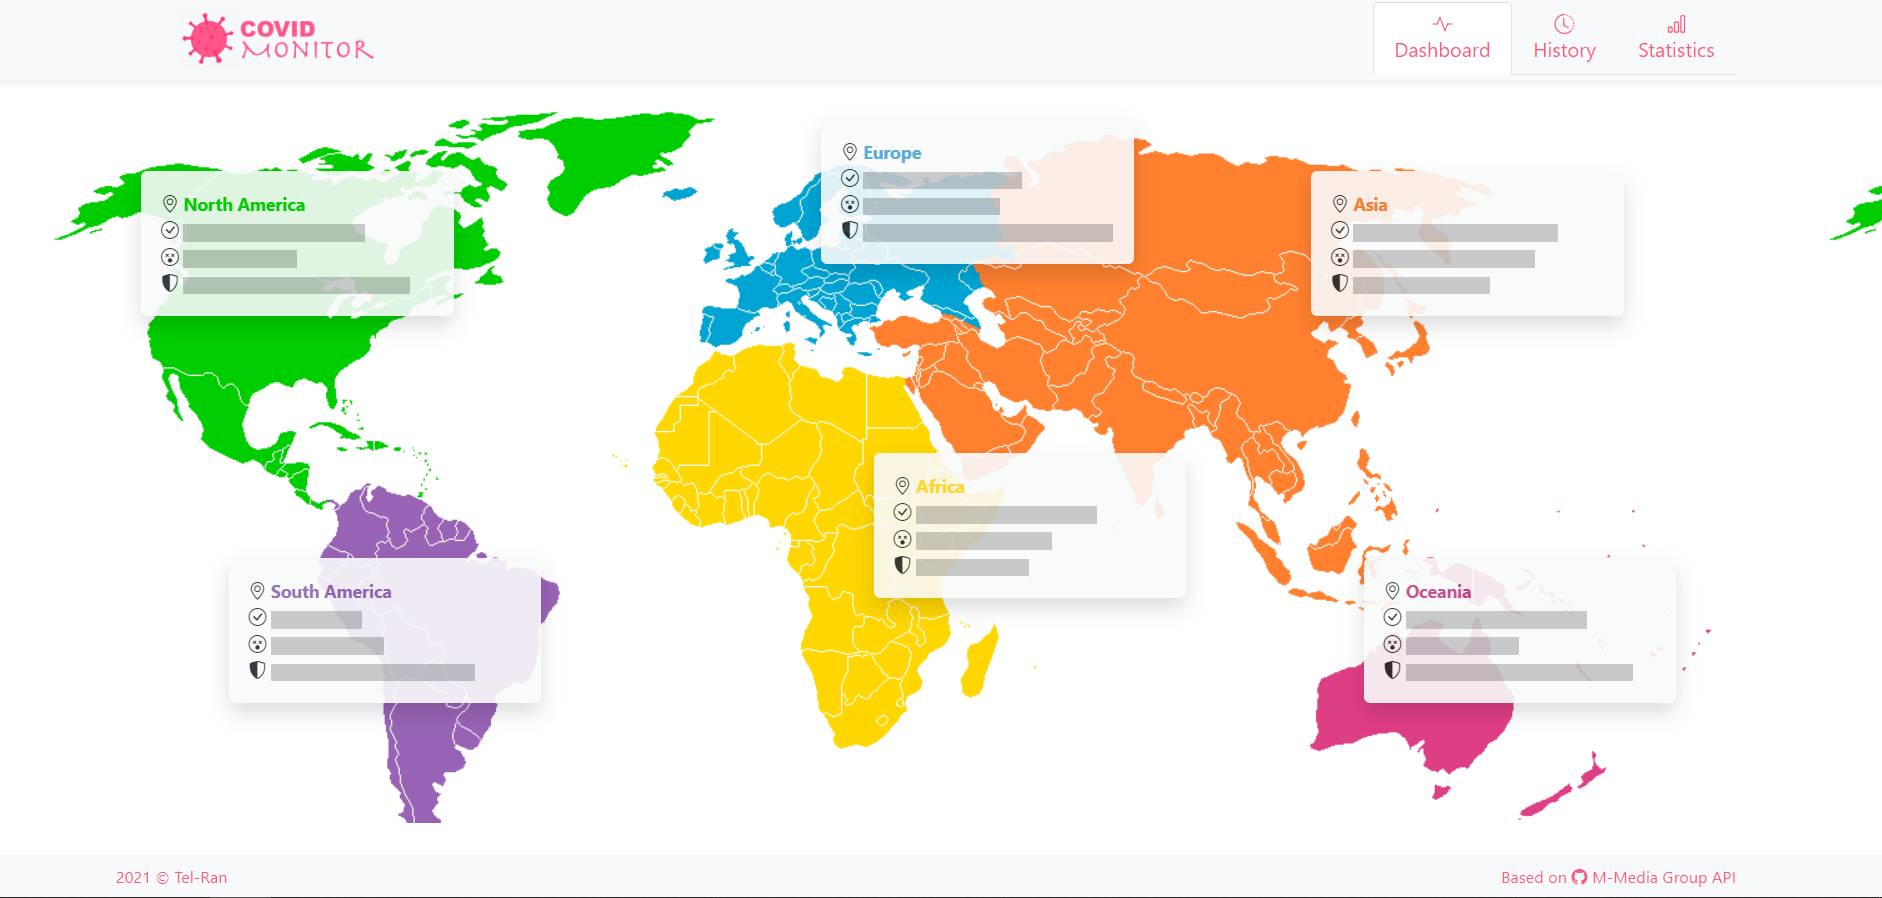 COVID
MONITOR
Dashboard
History
Statistics
Europe
North America
Asia
Africa
South America
Oceania
2021 © Tel-Ran
Based on M-Media Group API